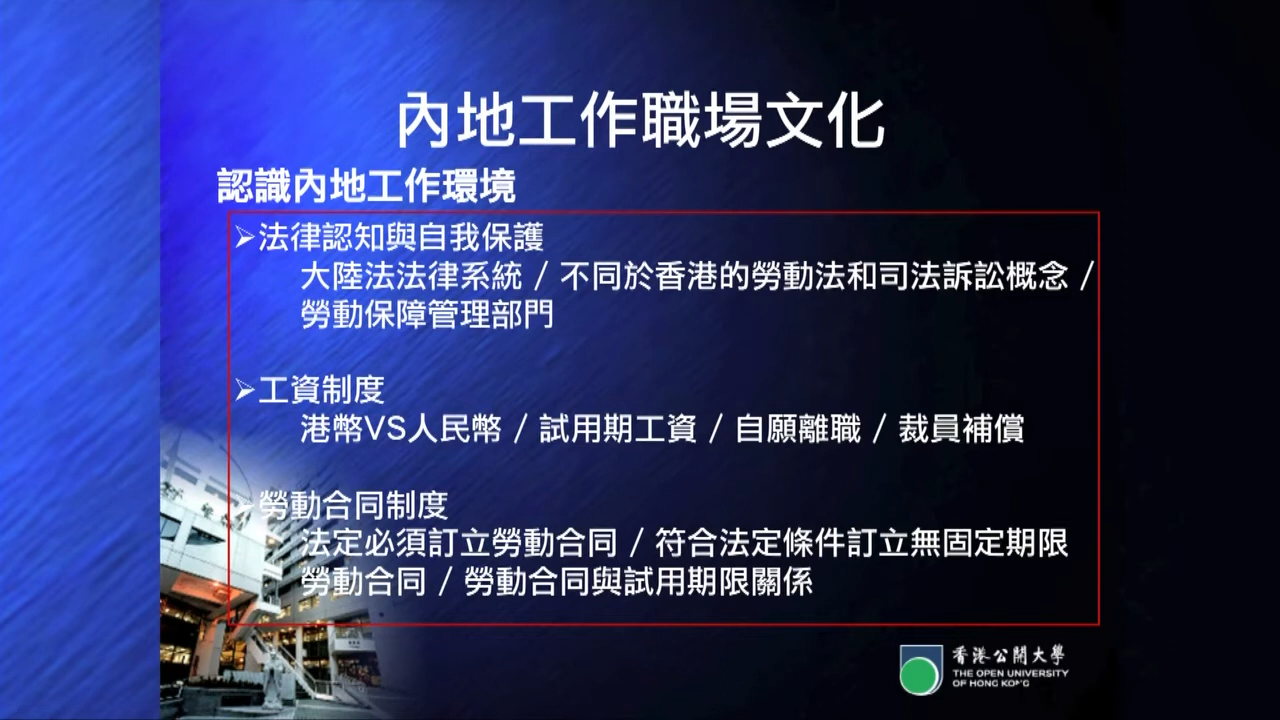 內地工作職場文化
認識內地工作環境
➢法律認知與自我保護
大陸法法律系統 / 不同於香港的勞動法和司法訴訟概念 /
勞動保障管理部門
➢工資制度
港幣VS人民幣 / 試用期工資 / 自願離職 / 裁員補償
➢勞動合同制度
法定必須訂立勞動合同 / 符合法定條件訂立無固定期限
勞動合同 / 勞動合同與試用期限關係
香港公開大學
THE OPEN UNIVERSITY
OF HONG KONG